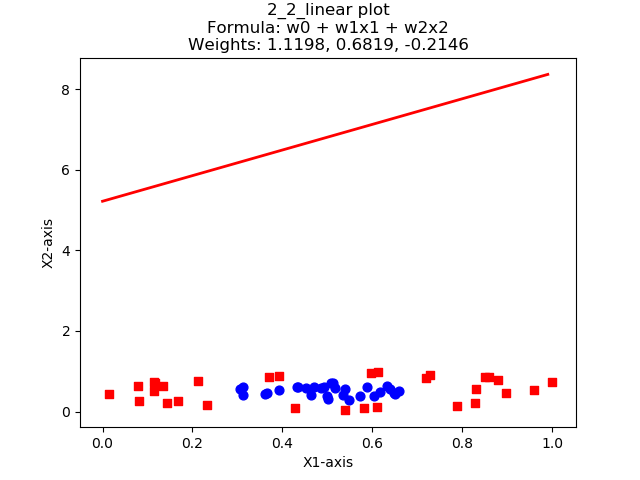 2_2_linear plot
Formula: w0 + w1x1 + w2x2
Weights: 1.1198, 0.6819, -0.2146
8
6
4
2
0
X2-axis
0.0 0.2 0.4 0.6 0.8 1.0
X1-axis